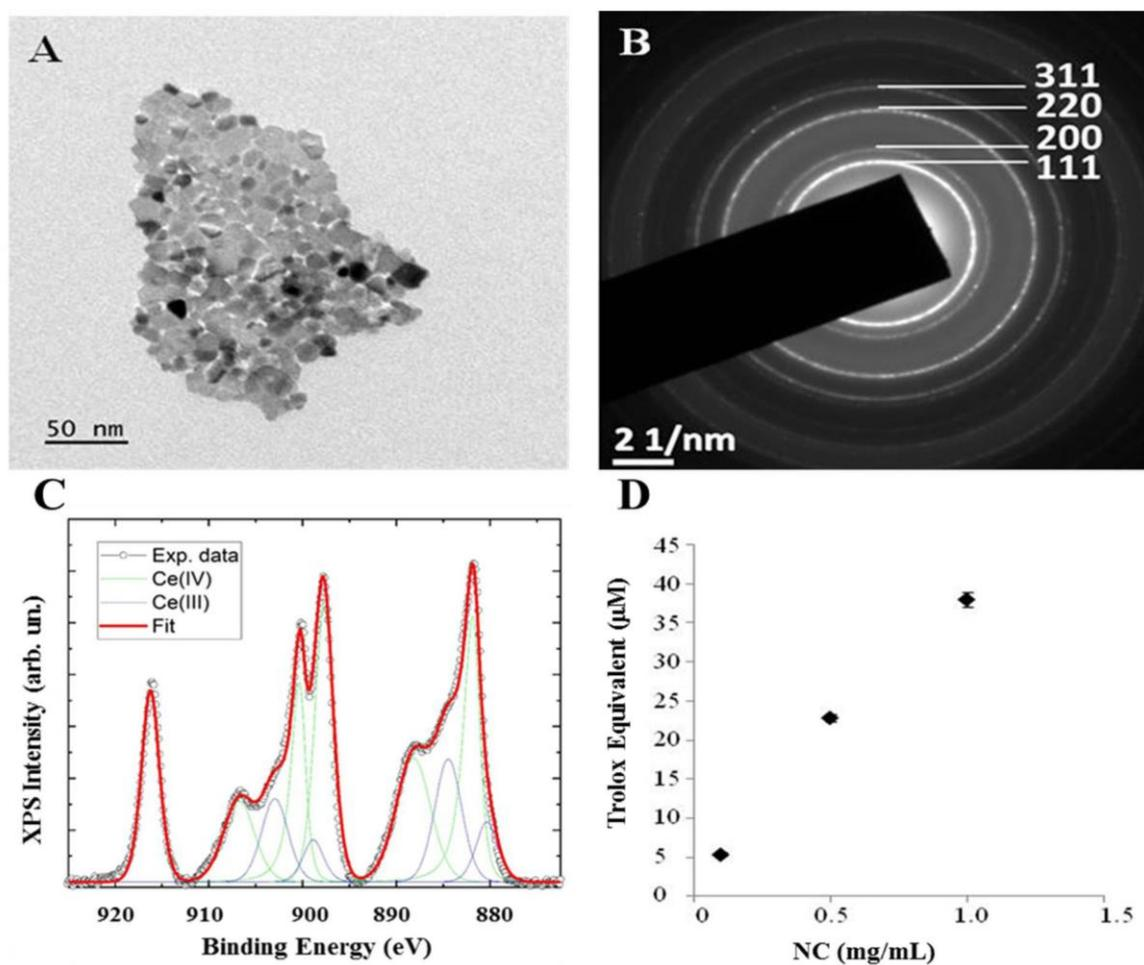 A
50 nm
B
311
220
200
111
2 1/nm
C
Exp. data
Ce(IV)
Ce(III)
Fit
XPS Intensity (arb. un.)
920 910 900 890 880
Binding Energy (eV)
D
Trolox Equivalent (µM)
45
40
35
30
25
20
15
10
5
0
0 0.5 1.0 1.5
NC (mg/mL)